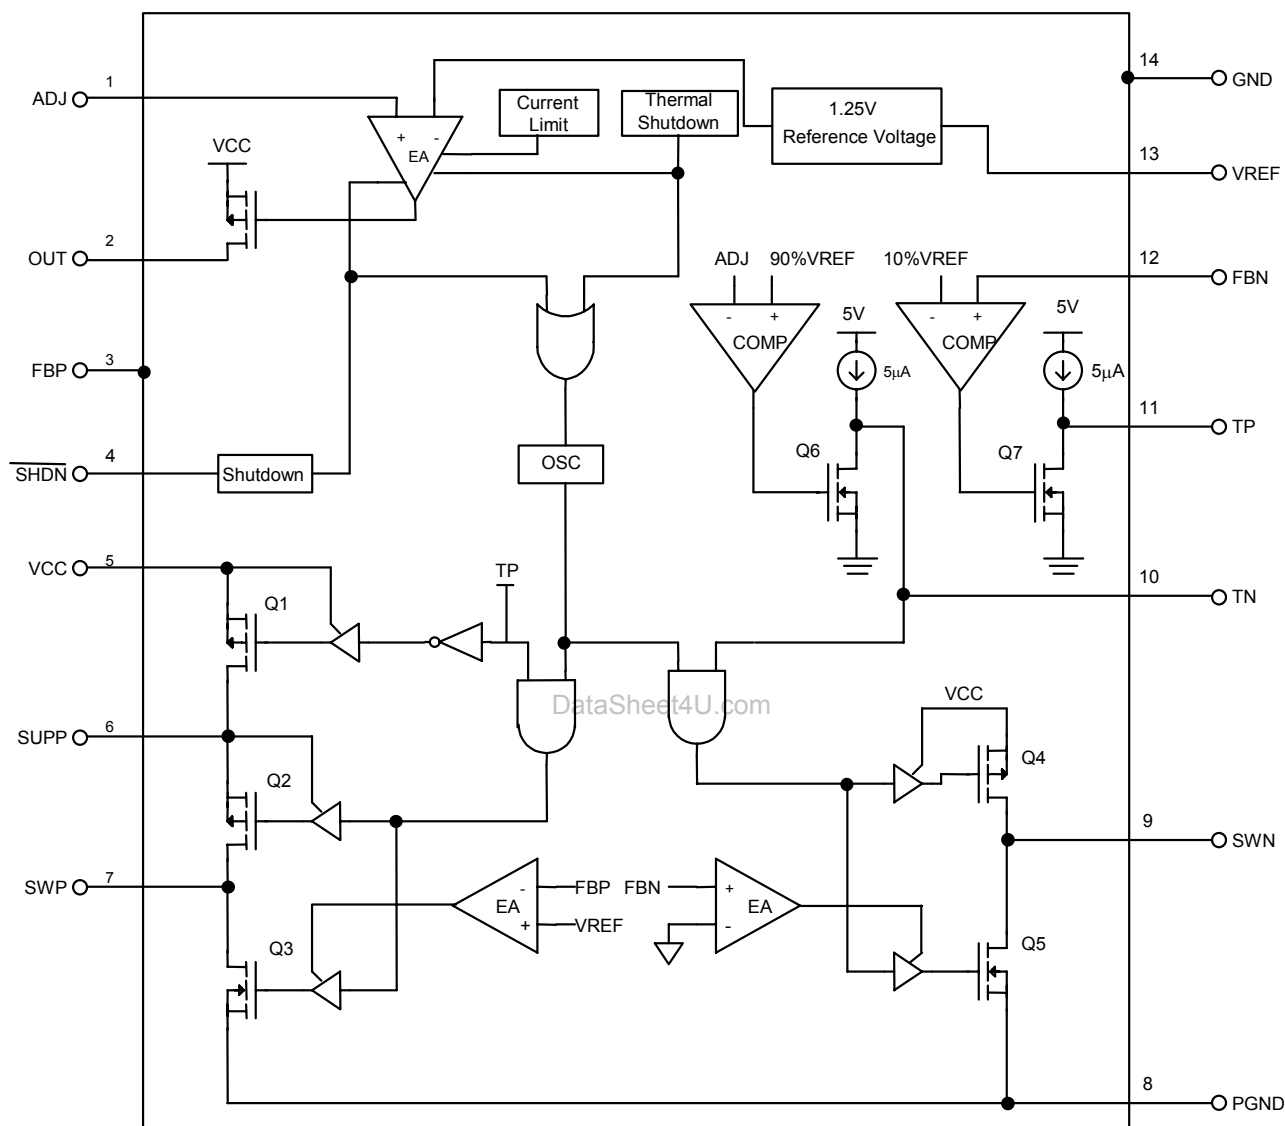 14
1
GND
ADJ
Current
Limit
Thermal
Shutdown
1.25V
Reference Voltage
+ -
EA
VCC
13
VREF
2
OUT
ADJ 90%VREF 10%VREF
12
FBN
- +
COMP
5V
- +
COMP
5V
3
FBP
5μA
5μA
11
TP
4
SHDN
Shutdown
OSC
Q6
Q7
5
VCC
TP
10
TN
Q1
DataSheet4U.com
VCC
6
SUPP
Q4
Q2
9
SWN
7
SWP
- FBP
FBN +
EA
EA
+ VREF
-
Q3
Q5
8
PGND